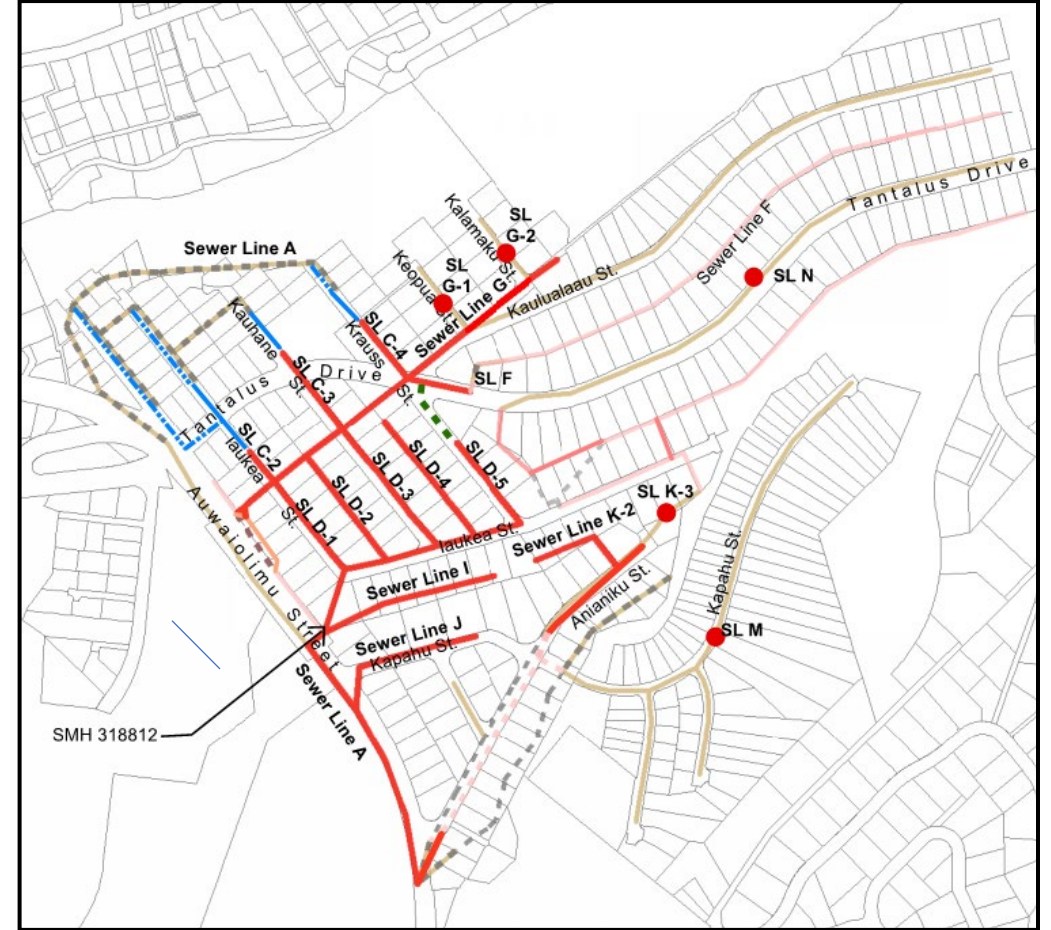 Tantalus Drive
Kalamaku St.
SL
G-2
Sewer Line F
Sewer Line A
Keopua St.
SL
G-1
SL N
Kaulualaau St.
Sewer Line G
Kauhane St.
Krauss St.
SL C-4
Tantalus Drive
SL C-3
SL F
SL C-2
Iaukea St.
SL D-1
SL D-2
SL D-3
SL D-4
SL D-5
SL K-3
Auwaiolimu Street
Iaukea St.
Sewer Line K-2
Kapahu St.
Sewer Line I
Anianiku St.
Sewer Line J
Kapahu St.
SL M
Sewer Line A
SMH 318812